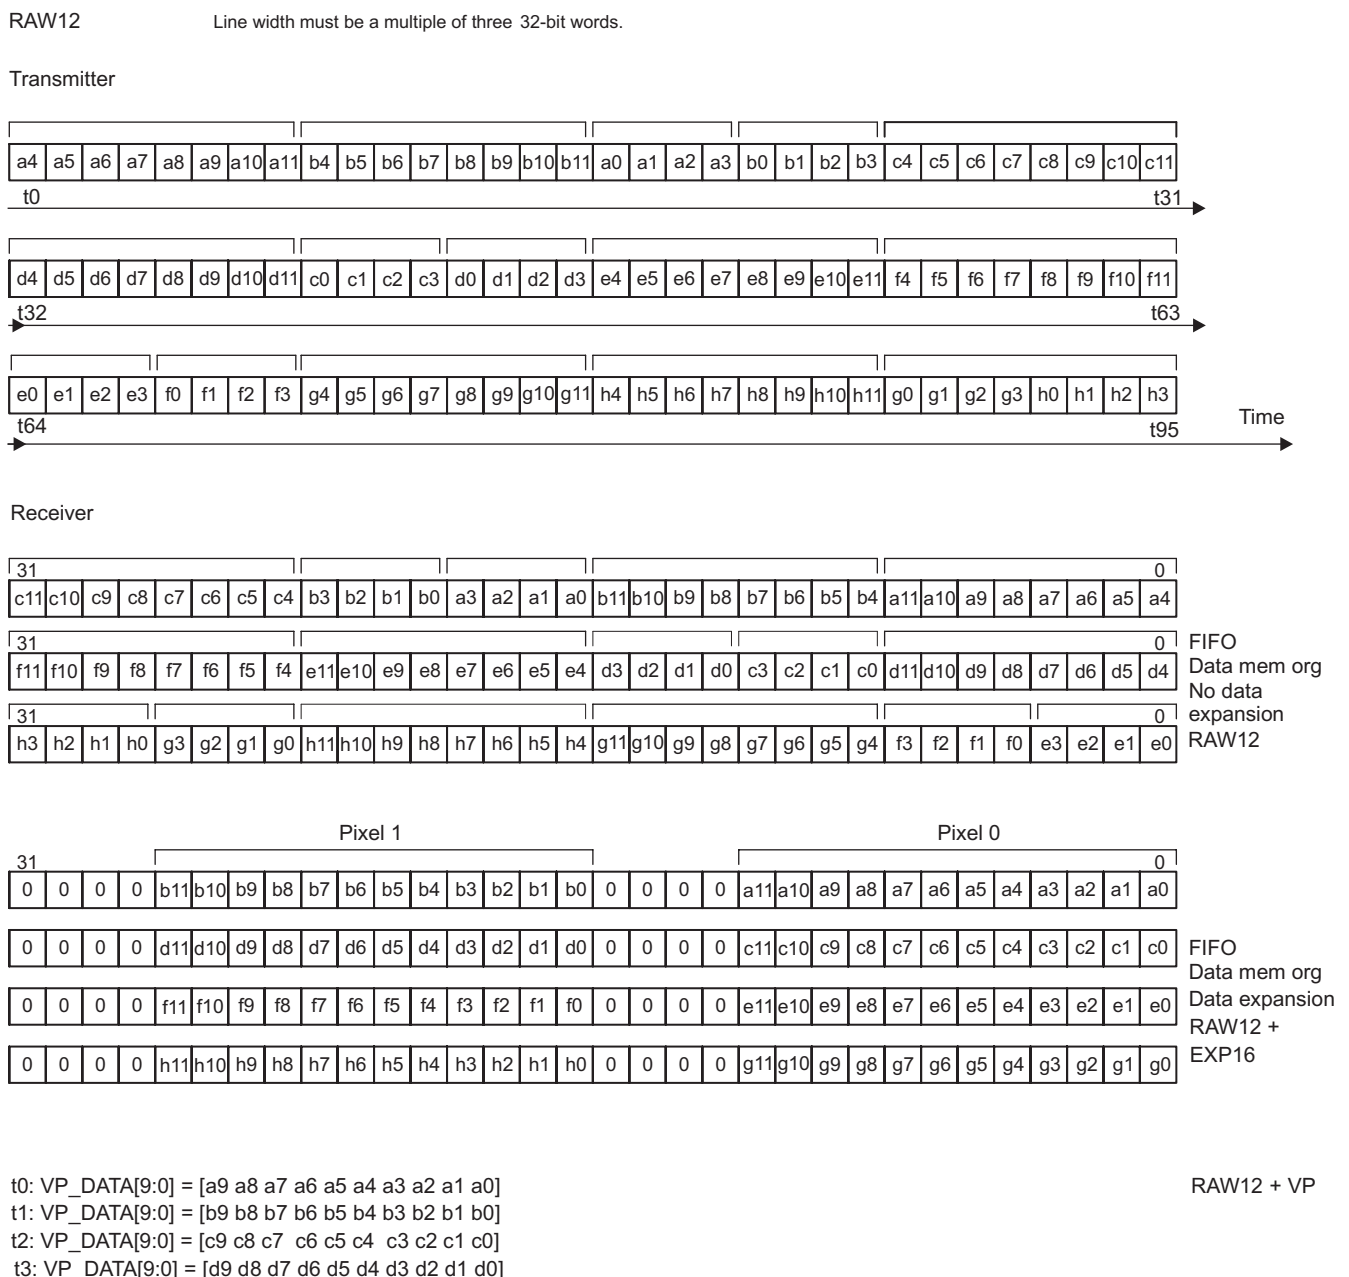 RAW12 Line width must be a multiple of three 32-bit words.
Transmitter
a4 a5 a6 a7 a8 a9 a10 a11 b4 b5 b6 b7 b8 b9 b10 b11 a0 a1 a2 a3 b0 b1 b2 b3 c4 c5 c6 c7 c8 c9 c10 c11
t0 t31
d4 d5 d6 d7 d8 d9 d10 d11 c0 c1 c2 c3 d0 d1 d2 d3 e4 e5 e6 e7 e8 e9 e10 e11 f4 f5 f6 f7 f8 f9 f10 f11
t32 t63
e0 e1 e2 e3 f0 f1 f2 f3 g4 g5 g6 g7 g8 g9 g10 g11 h4 h5 h6 h7 h8 h9 h10 h11 g0 g1 g2 g3 h0 h1 h2 h3
t64 t95 Time
Receiver
31 0
c11 c10 c9 c8 c7 c6 c5 c4 b3 b2 b1 b0 a3 a2 a1 a0 b11 b10 b9 b8 b7 b6 b5 b4 a11 a10 a9 a8 a7 a6 a5 a4
31 0 FIFO
f11 f10 f9 f8 f7 f6 f5 f4 e11 e10 e9 e8 e7 e6 e5 e4 d3 d2 d1 d0 c3 c2 c1 c0 d11 d10 d9 d8 d7 d6 d5 d4 Data mem org
No data
31 0 expansion
h3 h2 h1 h0 g3 g2 g1 g0 h11 h10 h9 h8 h7 h6 h5 h4 g11 g10 g9 g8 g7 g6 g5 g4 f3 f2 f1 f0 e3 e2 e1 e0 RAW12
Pixel 1 Pixel 0
31 0
0 0 0 0 b11 b10 b9 b8 b7 b6 b5 b4 b3 b2 b1 b0 0 0 0 0 a11 a10 a9 a8 a7 a6 a5 a4 a3 a2 a1 a0
0 0 0 0 d11 d10 d9 d8 d7 d6 d5 d4 d3 d2 d1 d0 0 0 0 0 c11 c10 c9 c8 c7 c6 c5 c4 c3 c2 c1 c0 FIFO
Data mem org
0 0 0 0 f11 f10 f9 f8 f7 f6 f5 f4 f3 f2 f1 f0 0 0 0 0 e11 e10 e9 e8 e7 e6 e5 e4 e3 e2 e1 e0 Data expansion
RAW12 +
0 0 0 0 h11 h10 h9 h8 h7 h6 h5 h4 h3 h2 h1 h0 0 0 0 0 g11 g10 g9 g8 g7 g6 g5 g4 g3 g2 g1 g0 EXP16
t0: VP_DATA[9:0] = [a9 a8 a7 a6 a5 a4 a3 a2 a1 a0] RAW12 + VP
t1: VP_DATA[9:0] = [b9 b8 b7 b6 b5 b4 b3 b2 b1 b0]
t2: VP_DATA[9:0] = [c9 c8 c7 c6 c5 c4 c3 c2 c1 c0]
t3: VP_DATA[9:0] = [d9 d8 d7 d6 d5 d4 d3 d2 d1 d0]